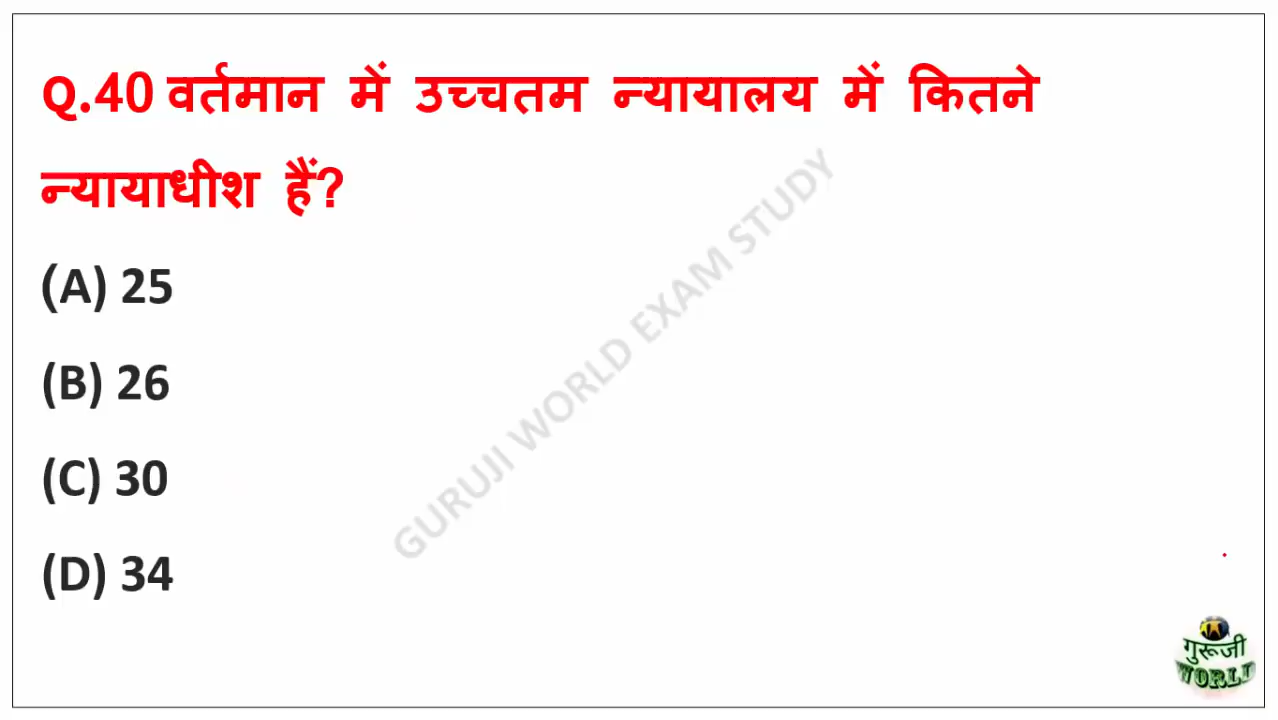 Q.40 वर्तमान में उच्चतम न्यायालय में कितने
न्यायाधीश हैं?
(A) 25
(B) 26
(C) 30
(D) 34
GURUJI WORLD EXAM STUDY
गुरूजी
WORLD